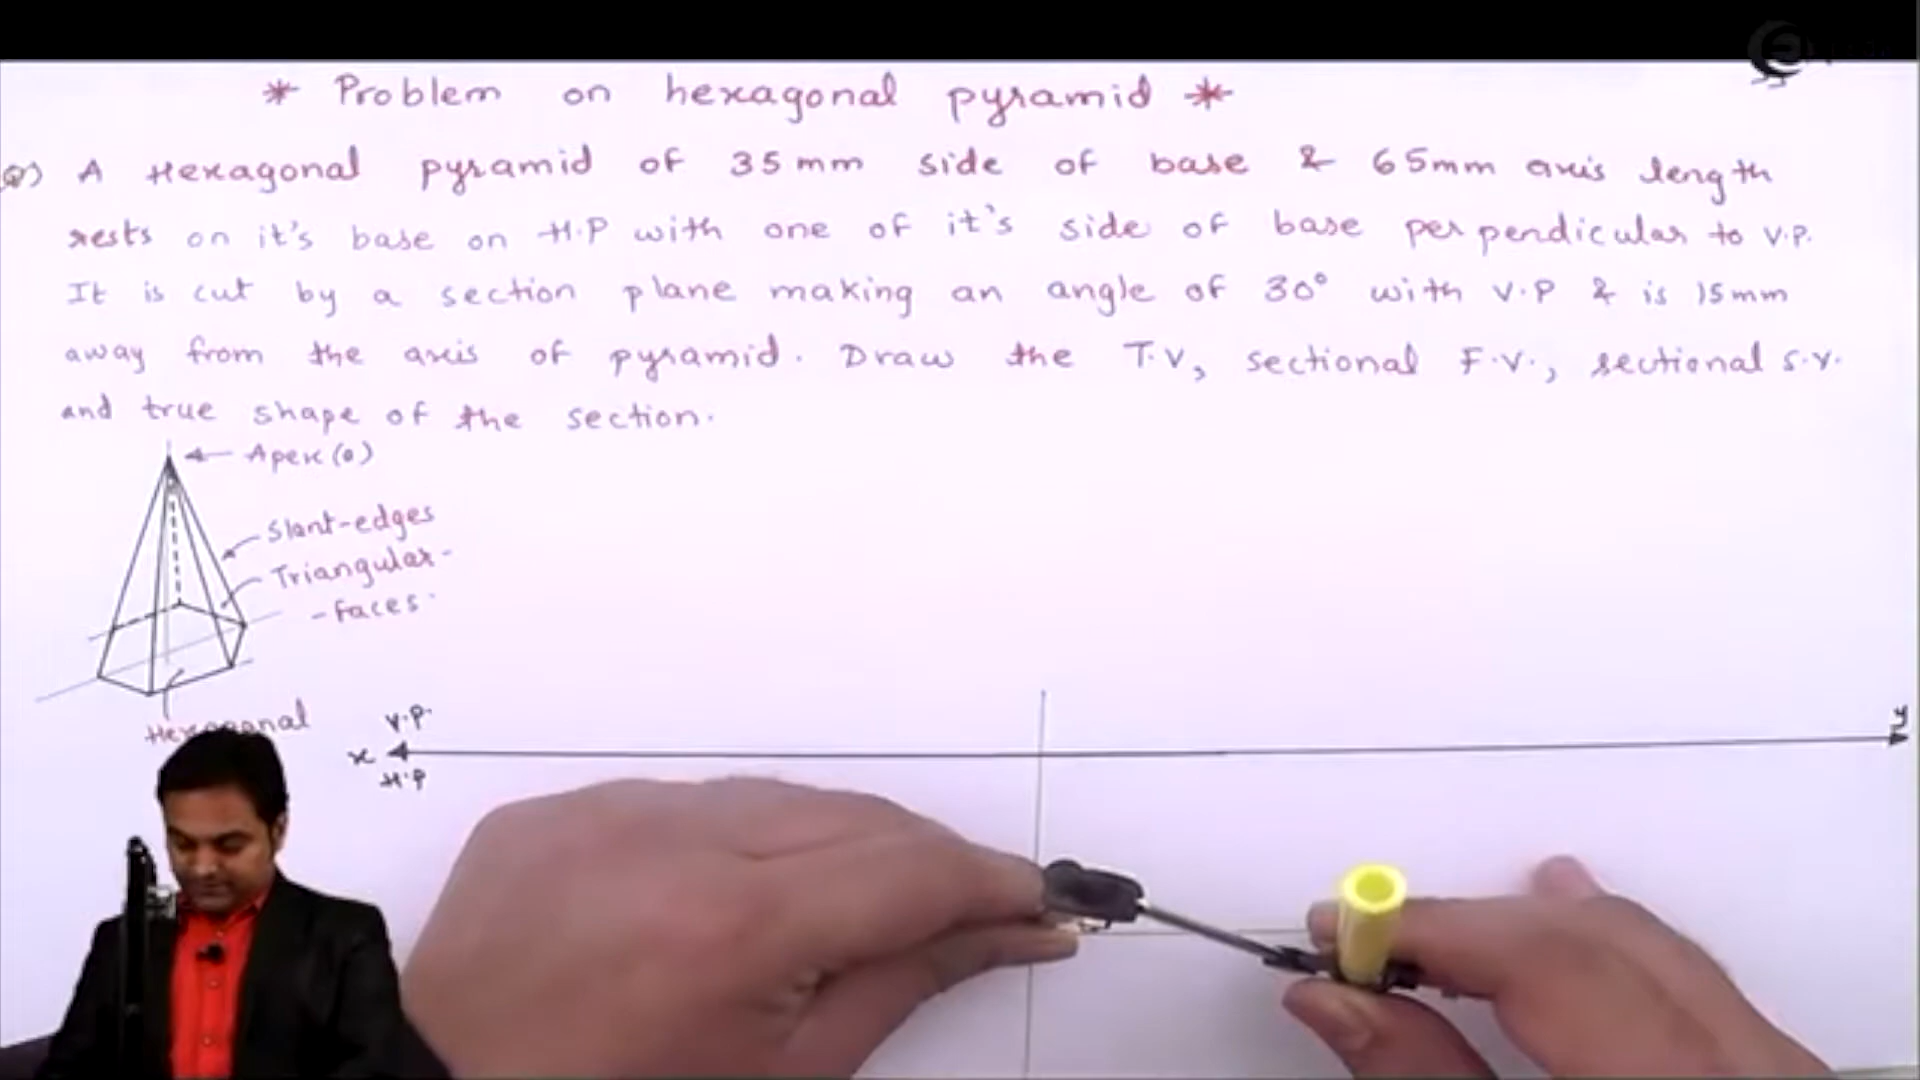 * Problem on hexagonal pyramid *
Q) A Hexagonal pyramid of 35mm side of base & 65mm axis length
rests on it's base on H.P with one of it's side of base perpendicular to V.P.
It is cut by a section plane making an angle of 30° with V.P & is 15mm
away from the axis of pyramid. Draw the T.V, sectional F.V., sectional S.V.
and true shape of the section.
Apex (o)
Slant-edges
Triangular-
-faces.
V.P.
x
y
H.P